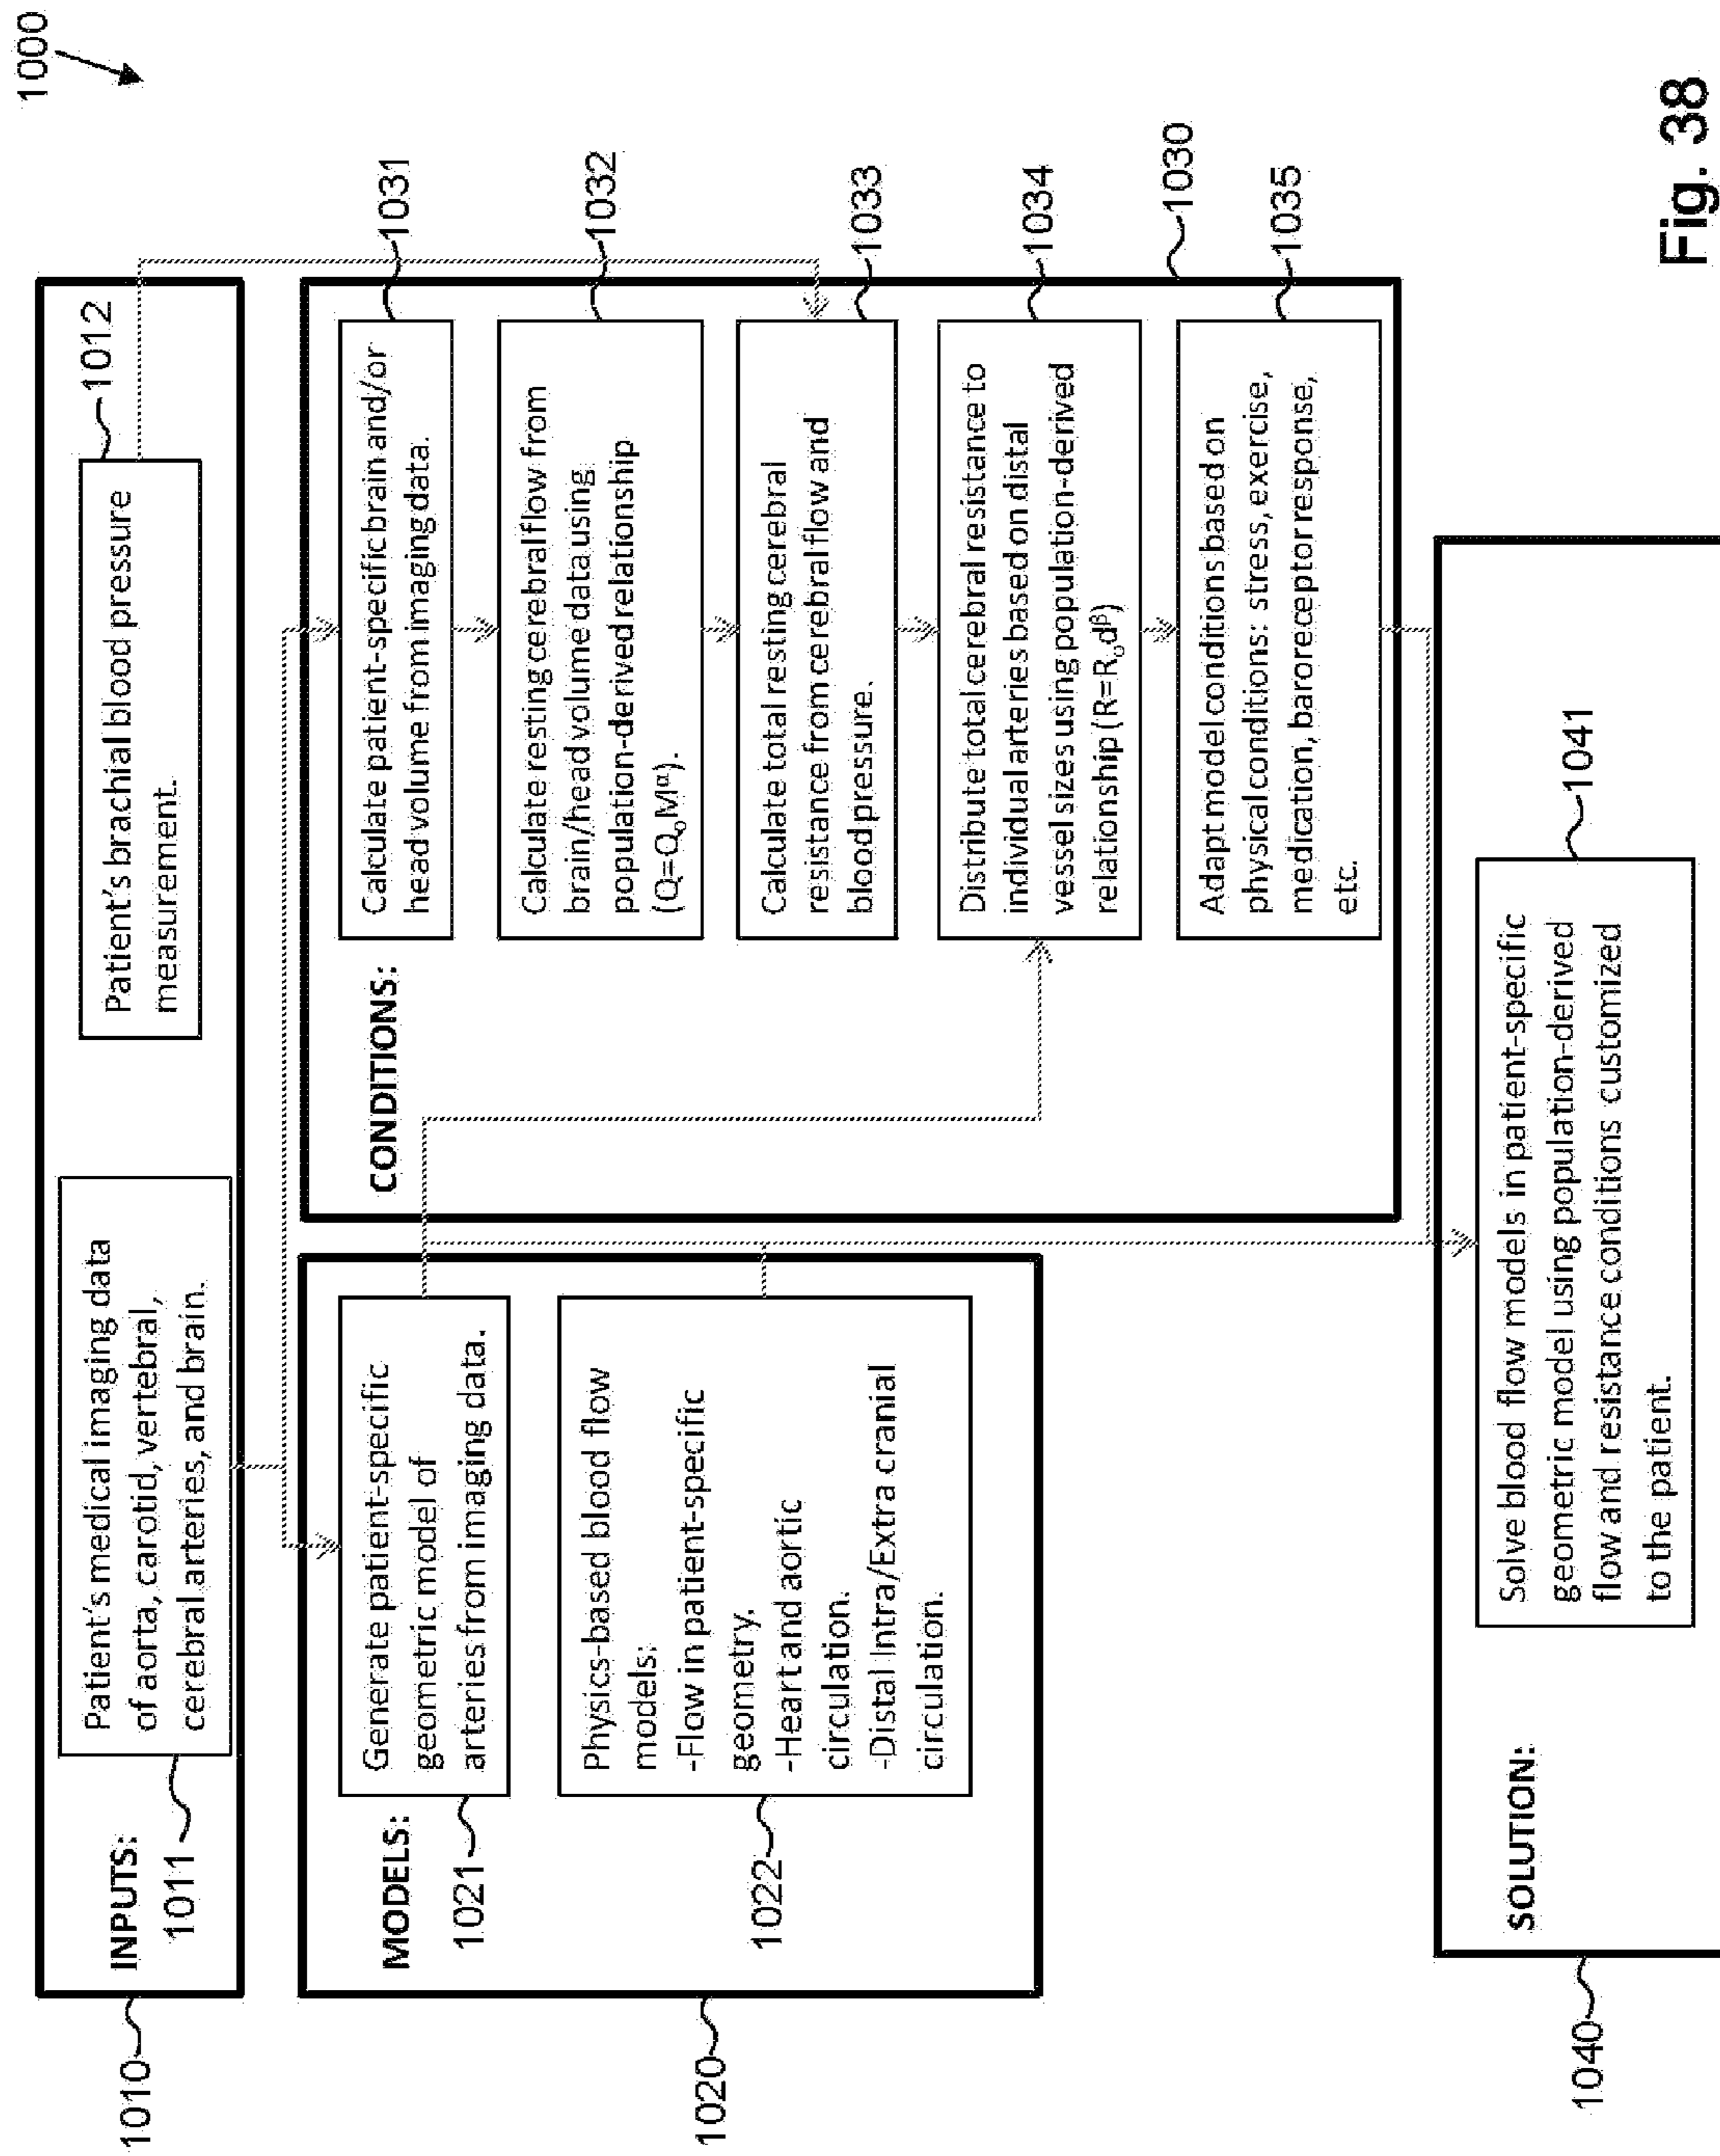 1000
1010
INPUTS:
1011
Patient's medical imaging data
of aorta, carotid, vertebral,
cerebral arteries, and brain.
1012
Patient's brachial blood pressure
measurement.
1020
MODELS:
1021
Generate patient-specific
geometric model of
arteries from imaging data.
1022
Physics-based blood flow
models:
-Flow in patient-specific
geometry.
-Heart and aortic
circulation.
-Distal Intra/Extra cranial
circulation.
CONDITIONS:
1031
Calculate patient-specific brain and/or
head volume from imaging data.
1032
Calculate resting cerebral flow from
brain/head volume data using
population-derived relationship
(Q=QₒMᵅ).
1033
Calculate total resting cerebral
resistance from cerebral flow and
blood pressure.
1034
Distribute total cerebral resistance to
individual arteries based on distal
vessel sizes using population-derived
relationship (R=Rₒdᵝ)
1030
1035
Adapt model conditions based on
physical conditions: stress, exercise,
medication, baroreceptor response,
etc.
1040
SOLUTION:
1041
Solve blood flow models in patient-specific
geometric model using population-derived
flow and resistance conditions customized
to the patient.
Fig. 38